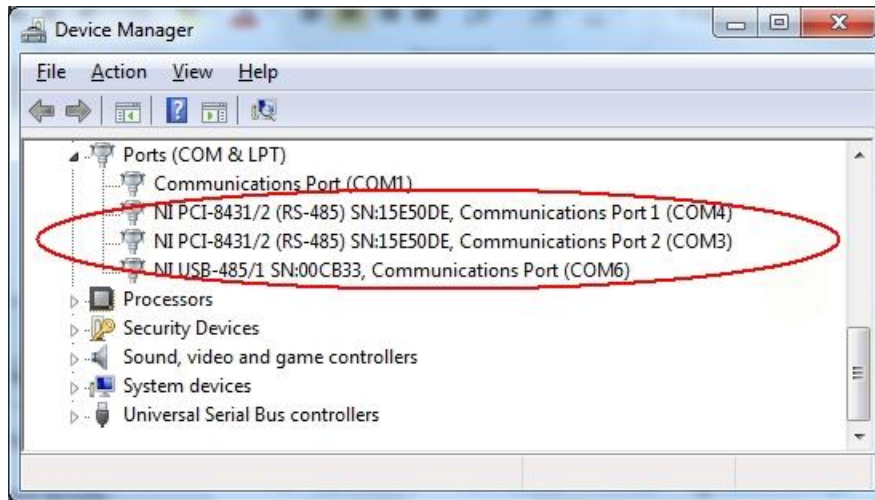 Device Manager
File Action View Help
Ports (COM & LPT)
Communications Port (COM1)
NI PCI-8431/2 (RS-485) SN:15E50DE, Communications Port 1 (COM4)
NI PCI-8431/2 (RS-485) SN:15E50DE, Communications Port 2 (COM3)
NI USB-485/1 SN:00CB33, Communications Port (COM6)
Processors
Security Devices
Sound, video and game controllers
System devices
Universal Serial Bus controllers